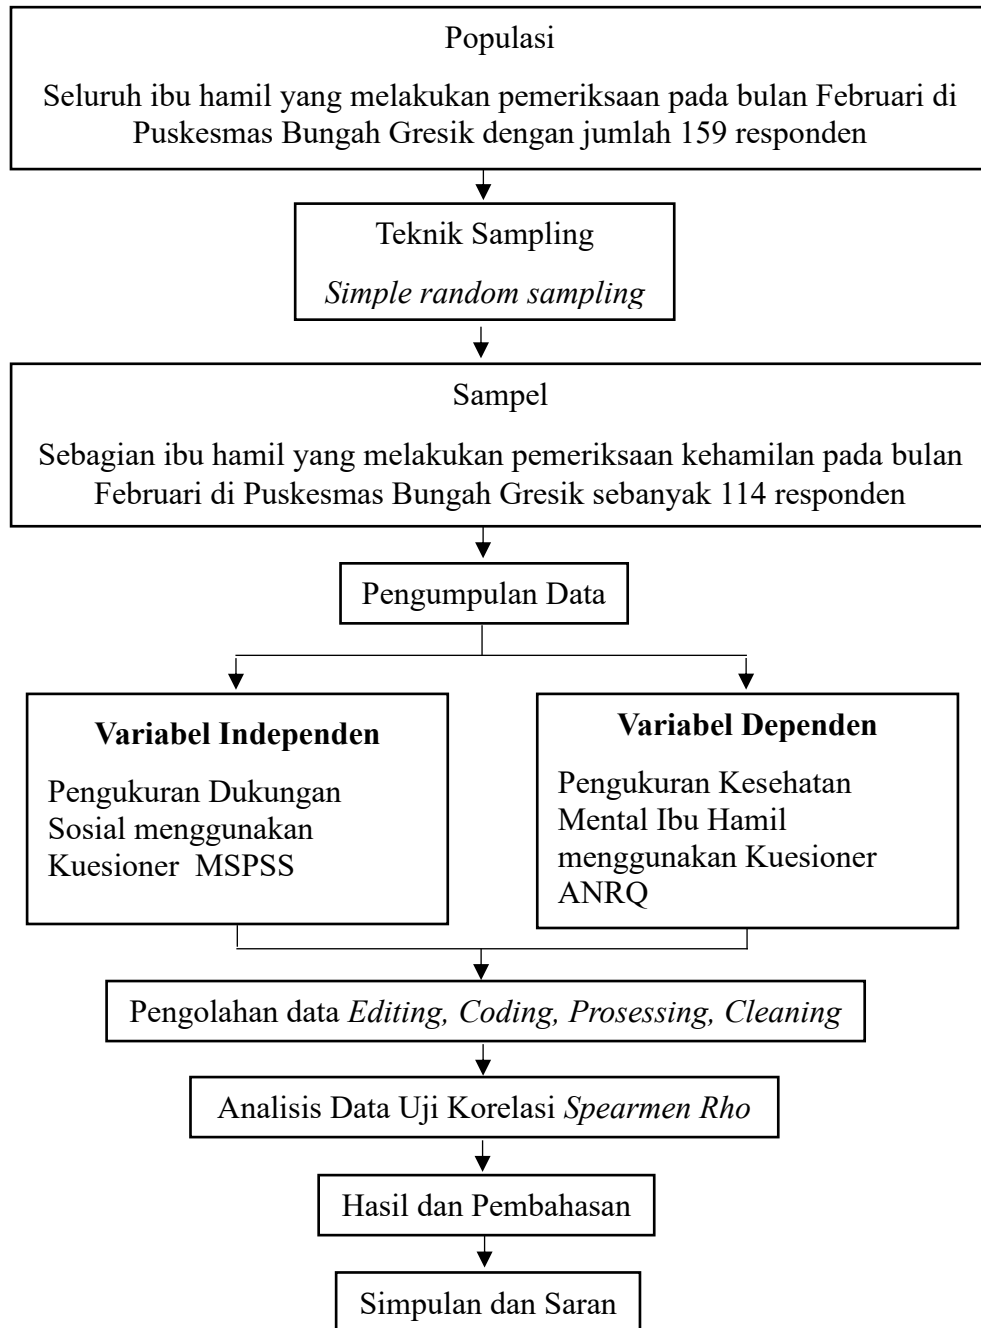 Populasi
Seluruh ibu hamil yang melakukan pemeriksaan pada bulan Februari di
Puskesmas Bungah Gresik dengan jumlah 159 responden
Teknik Sampling
Simple random sampling
Sampel
Sebagian ibu hamil yang melakukan pemeriksaan kehamilan pada bulan
Februari di Puskesmas Bungah Gresik sebanyak 114 responden
Pengumpulan Data
Variabel Independen
Pengukuran Dukungan
Sosial menggunakan
Kuesioner MSPSS
Variabel Dependen
Pengukuran Kesehatan
Mental Ibu Hamil
menggunakan Kuesioner
ANRQ
Pengolahan data Editing, Coding, Prosessing, Cleaning
Analisis Data Uji Korelasi Spearmen Rho
Hasil dan Pembahasan
Simpulan dan Saran